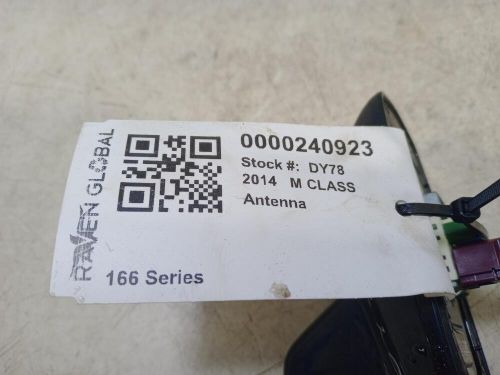 RAVEN GLOBAL
0000240923
Stock #: DY78
2014 M CLASS
Antenna
166 Series